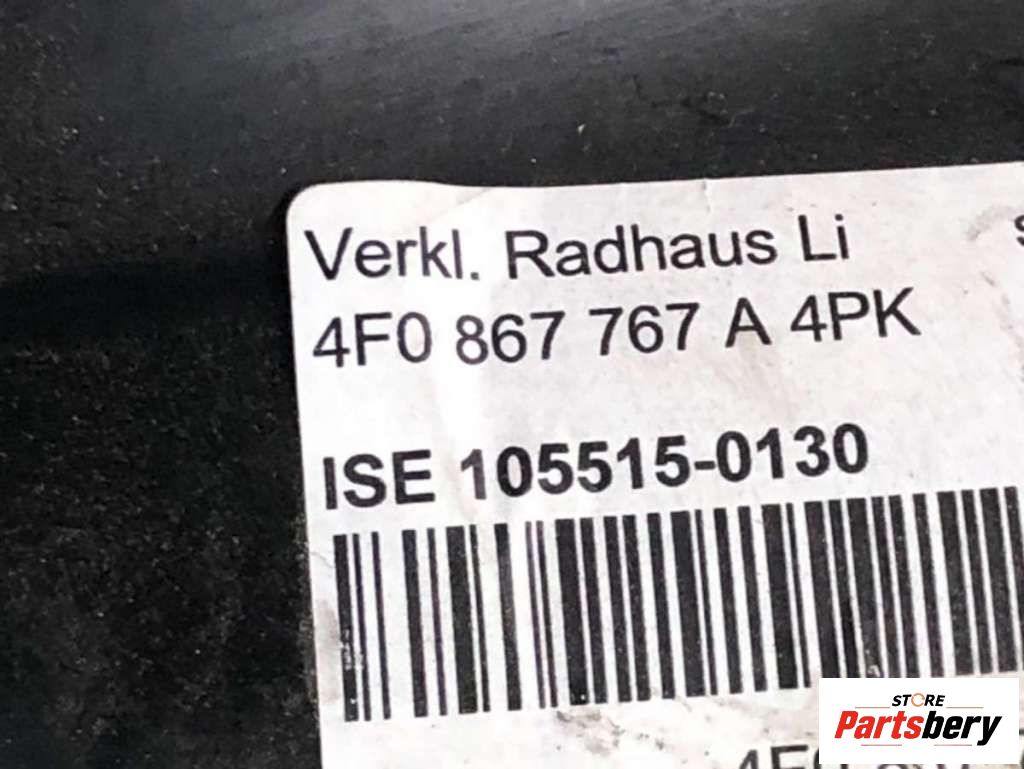 Verkl. Radhaus Li
4F0 867 767 A 4PK
ISE 105515-0130
STORE
Partsbery